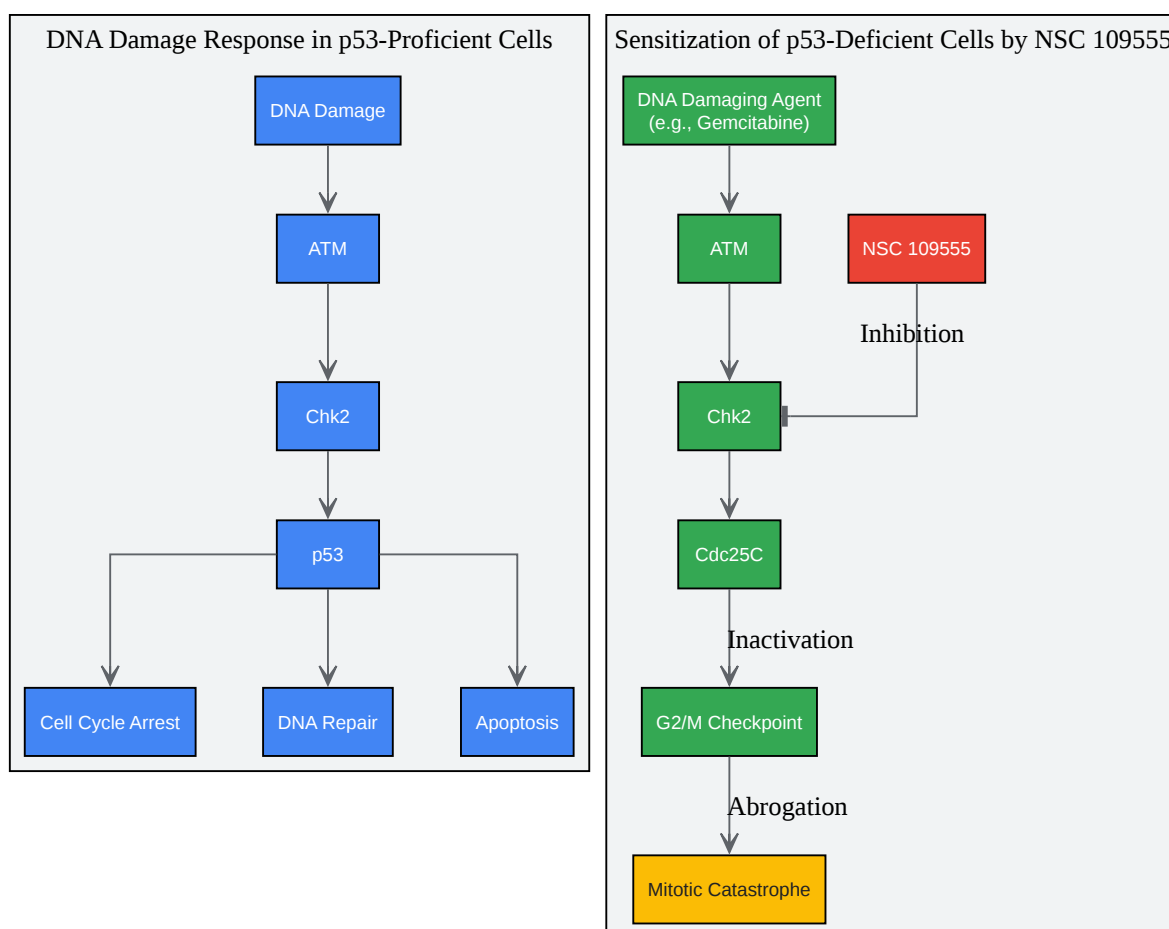 DNA Damage Response in p53-Proficient Cells
DNA Damage
ATM
Chk2
p53
Cell Cycle Arrest
DNA Repair
Apoptosis
Sensitization of p53-Deficient Cells by NSC 109555
DNA Damaging Agent
(e.g., Gemcitabine)
ATM
NSC 109555
Inhibition
Chk2
Cdc25C
Inactivation
G2/M Checkpoint
Abrogation
Mitotic Catastrophe